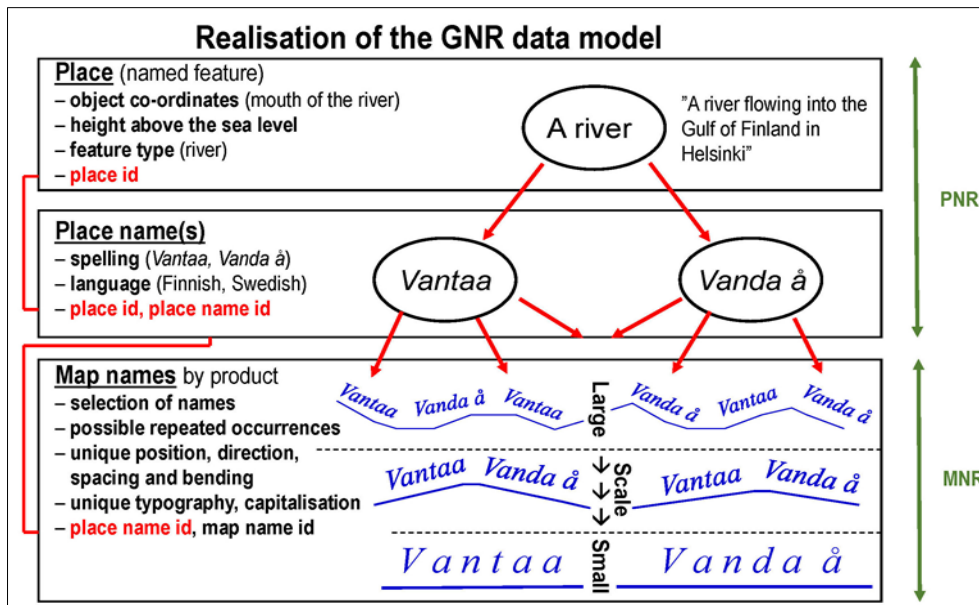 Realisation of the GNR data model
Place (named feature)
– object co-ordinates (mouth of the river)
– height above the sea level
– feature type (river)
– place id
A river
"A river flowing into the
Gulf of Finland in
Helsinki"
PNR
Place name(s)
– spelling (Vantaa, Vanda å)
– language (Finnish, Swedish)
– place id, place name id
Vantaa
Vanda å
Map names by product
– selection of names
– possible repeated occurrences
– unique position, direction,
spacing and bending
– unique typography, capitalisation
– place name id, map name id
Vantaa Vanda å Vantaa
Large
Vanda å Vantaa Vanda å
Vantaa Vanda å
Scale
Vantaa Vanda å
Vantaa
Small
Vanda å
MNR